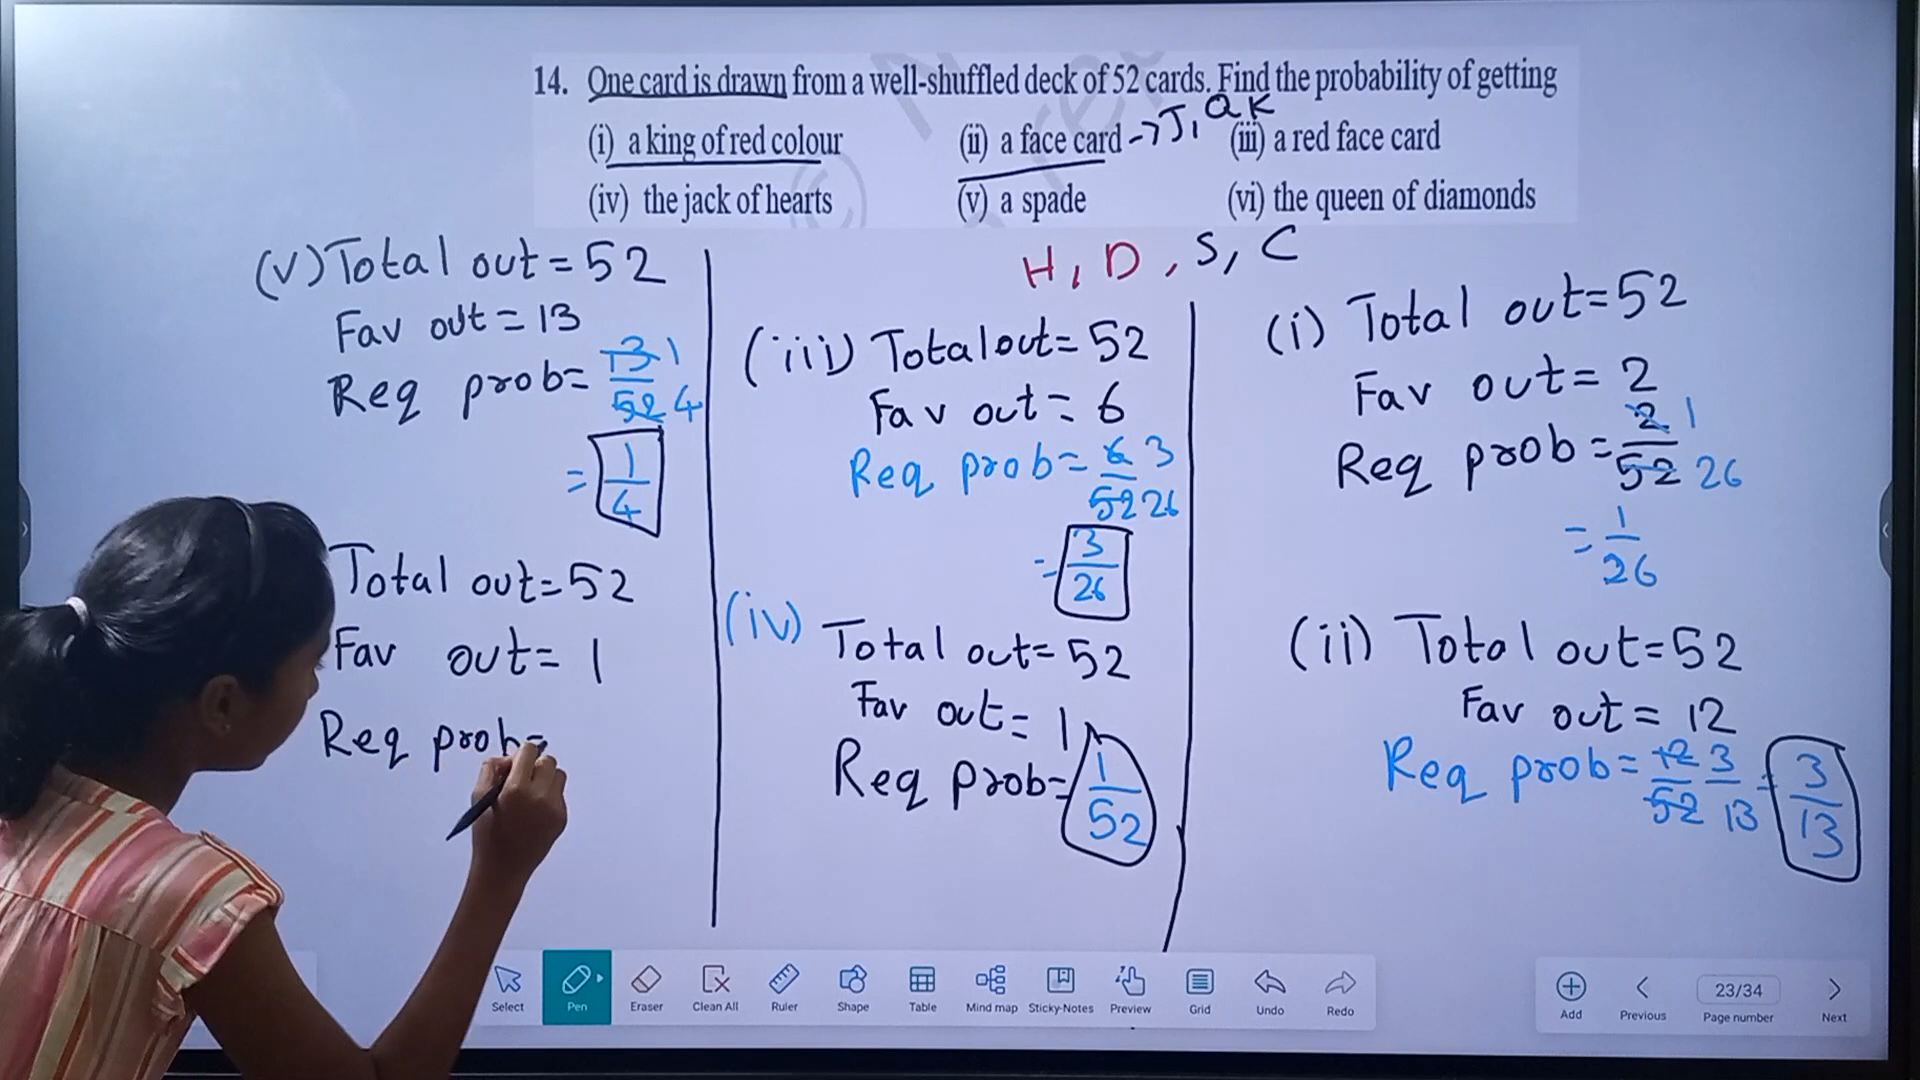 14. One card is drawn from a well-shuffled deck of 52 cards. Find the probability of getting
(i) a king of red colour (ii) a face card → J, Q K (iii) a red face card
(iv) the jack of hearts (v) a spade (vi) the queen of diamonds
H, D, S, C
(v) Total out = 52
Fav out = 13
Req prob = 13/52 1/4
= 1/4
Total out = 52
Fav out = 1
Req prob =
(iii) Total out = 52
Fav out = 6
Req prob = 6/52 3/26
= 3/26
(iv) Total out = 52
Fav out = 1
Req prob = 1/52
(i) Total out = 52
Fav out = 2
Req prob = 2/52 1/26
= 1/26
(ii) Total out = 52
Fav out = 12
Req prob = 12/52 3/13 = 3/13
Select Pen Eraser Clean All Ruler Shape Table Mind map Sticky-Notes Preview Grid Undo Redo
Add Previous 23/34 Page number Next